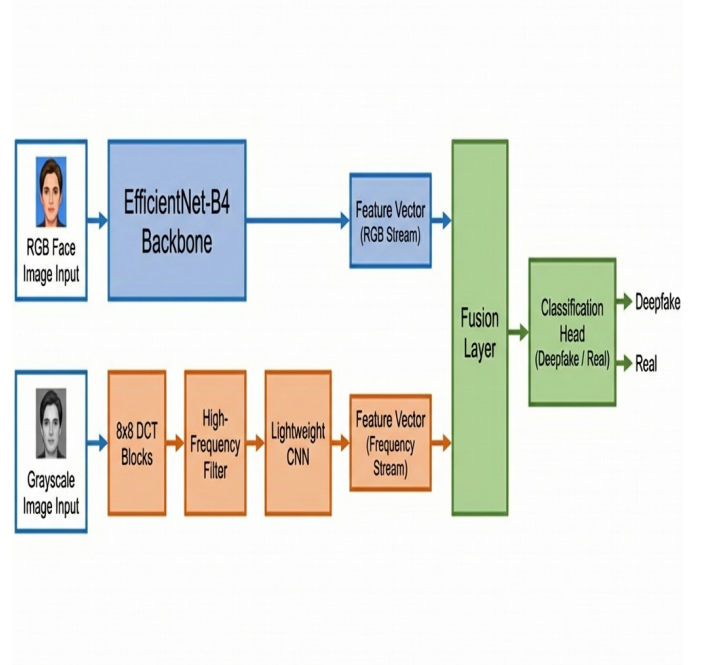 RGB Face
Image Input
EfficientNet-B4
Backbone
Feature Vector
(RGB Stream)
Grayscale
Image Input
8x8 DCT
Blocks
High-
Frequency
Filter
Lightweight
CNN
Feature Vector
(Frequency
Stream)
Fusion
Layer
Classification
Head
(Deepfake / Real)
Deepfake
Real